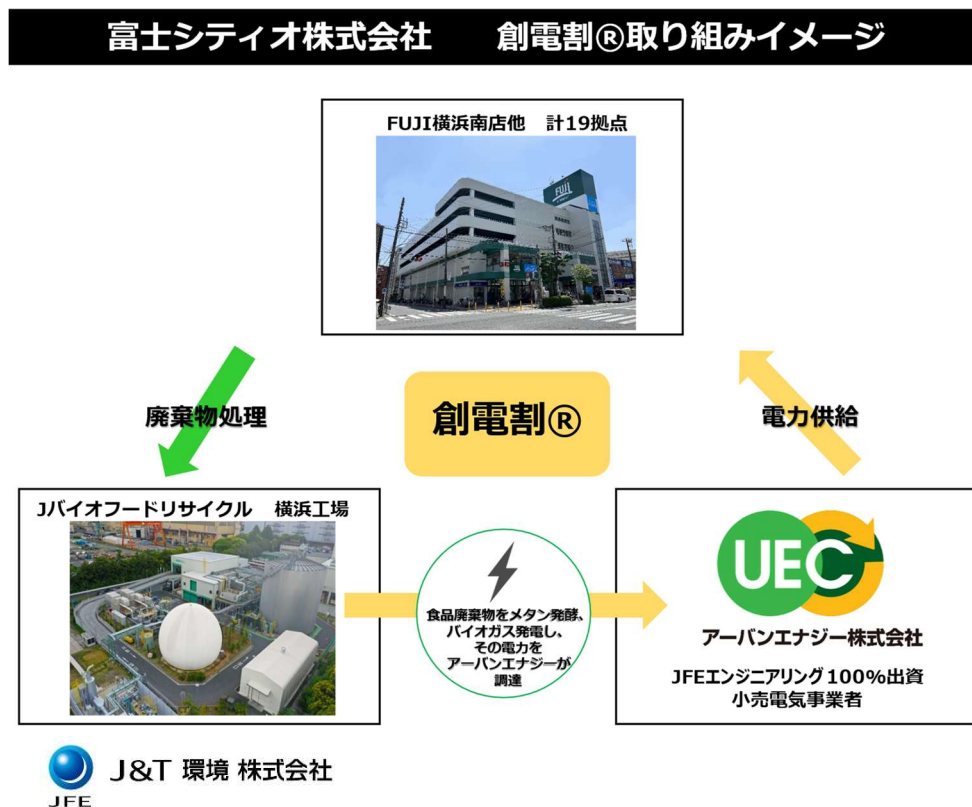 富士シティオ株式会社　　創電割®取り組みイメージ
FUJI横浜南店他　計19拠点
FUJI
廃棄物処理
創電割®
電力供給
Jバイオフードリサイクル　横浜工場
食品廃棄物をメタン発酵、
バイオガス発電し、
その電力を
アーバンエナジーが
調達
UEC
アーバンエナジー株式会社
JFEエンジニアリング100%出資
小売電気事業者
J&T 環境 株式会社
JFE